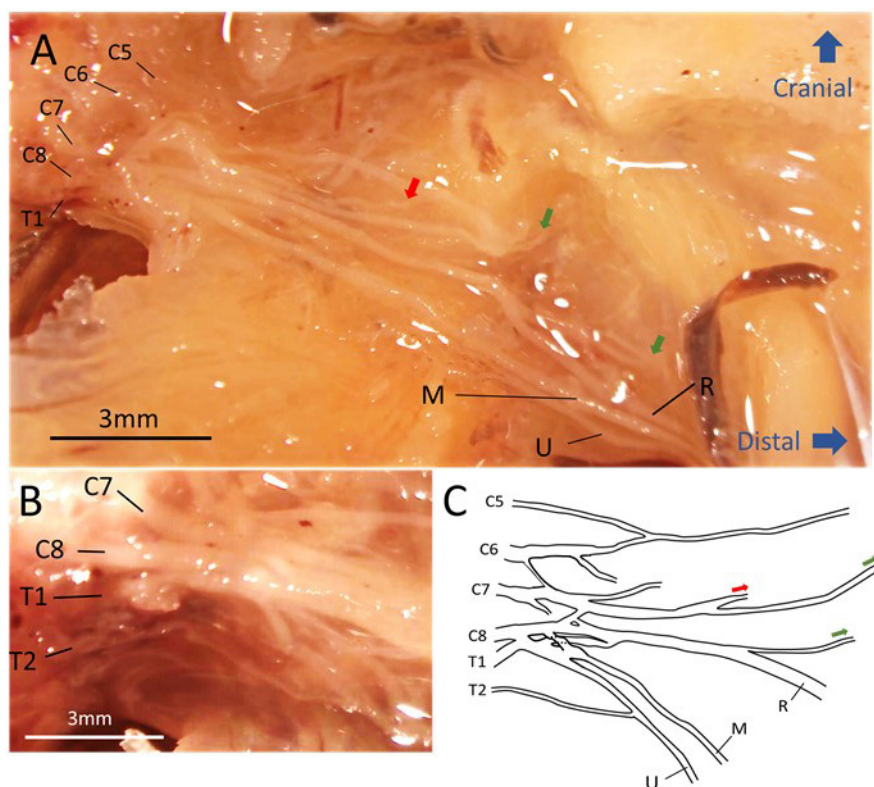 A
C5
C6
C7
C8
T1
Cranial
M
R
U
3mm
Distal
B
C7
C8
T1
T2
3mm
C
C5
C6
C7
C8
T1
T2
R
M
U